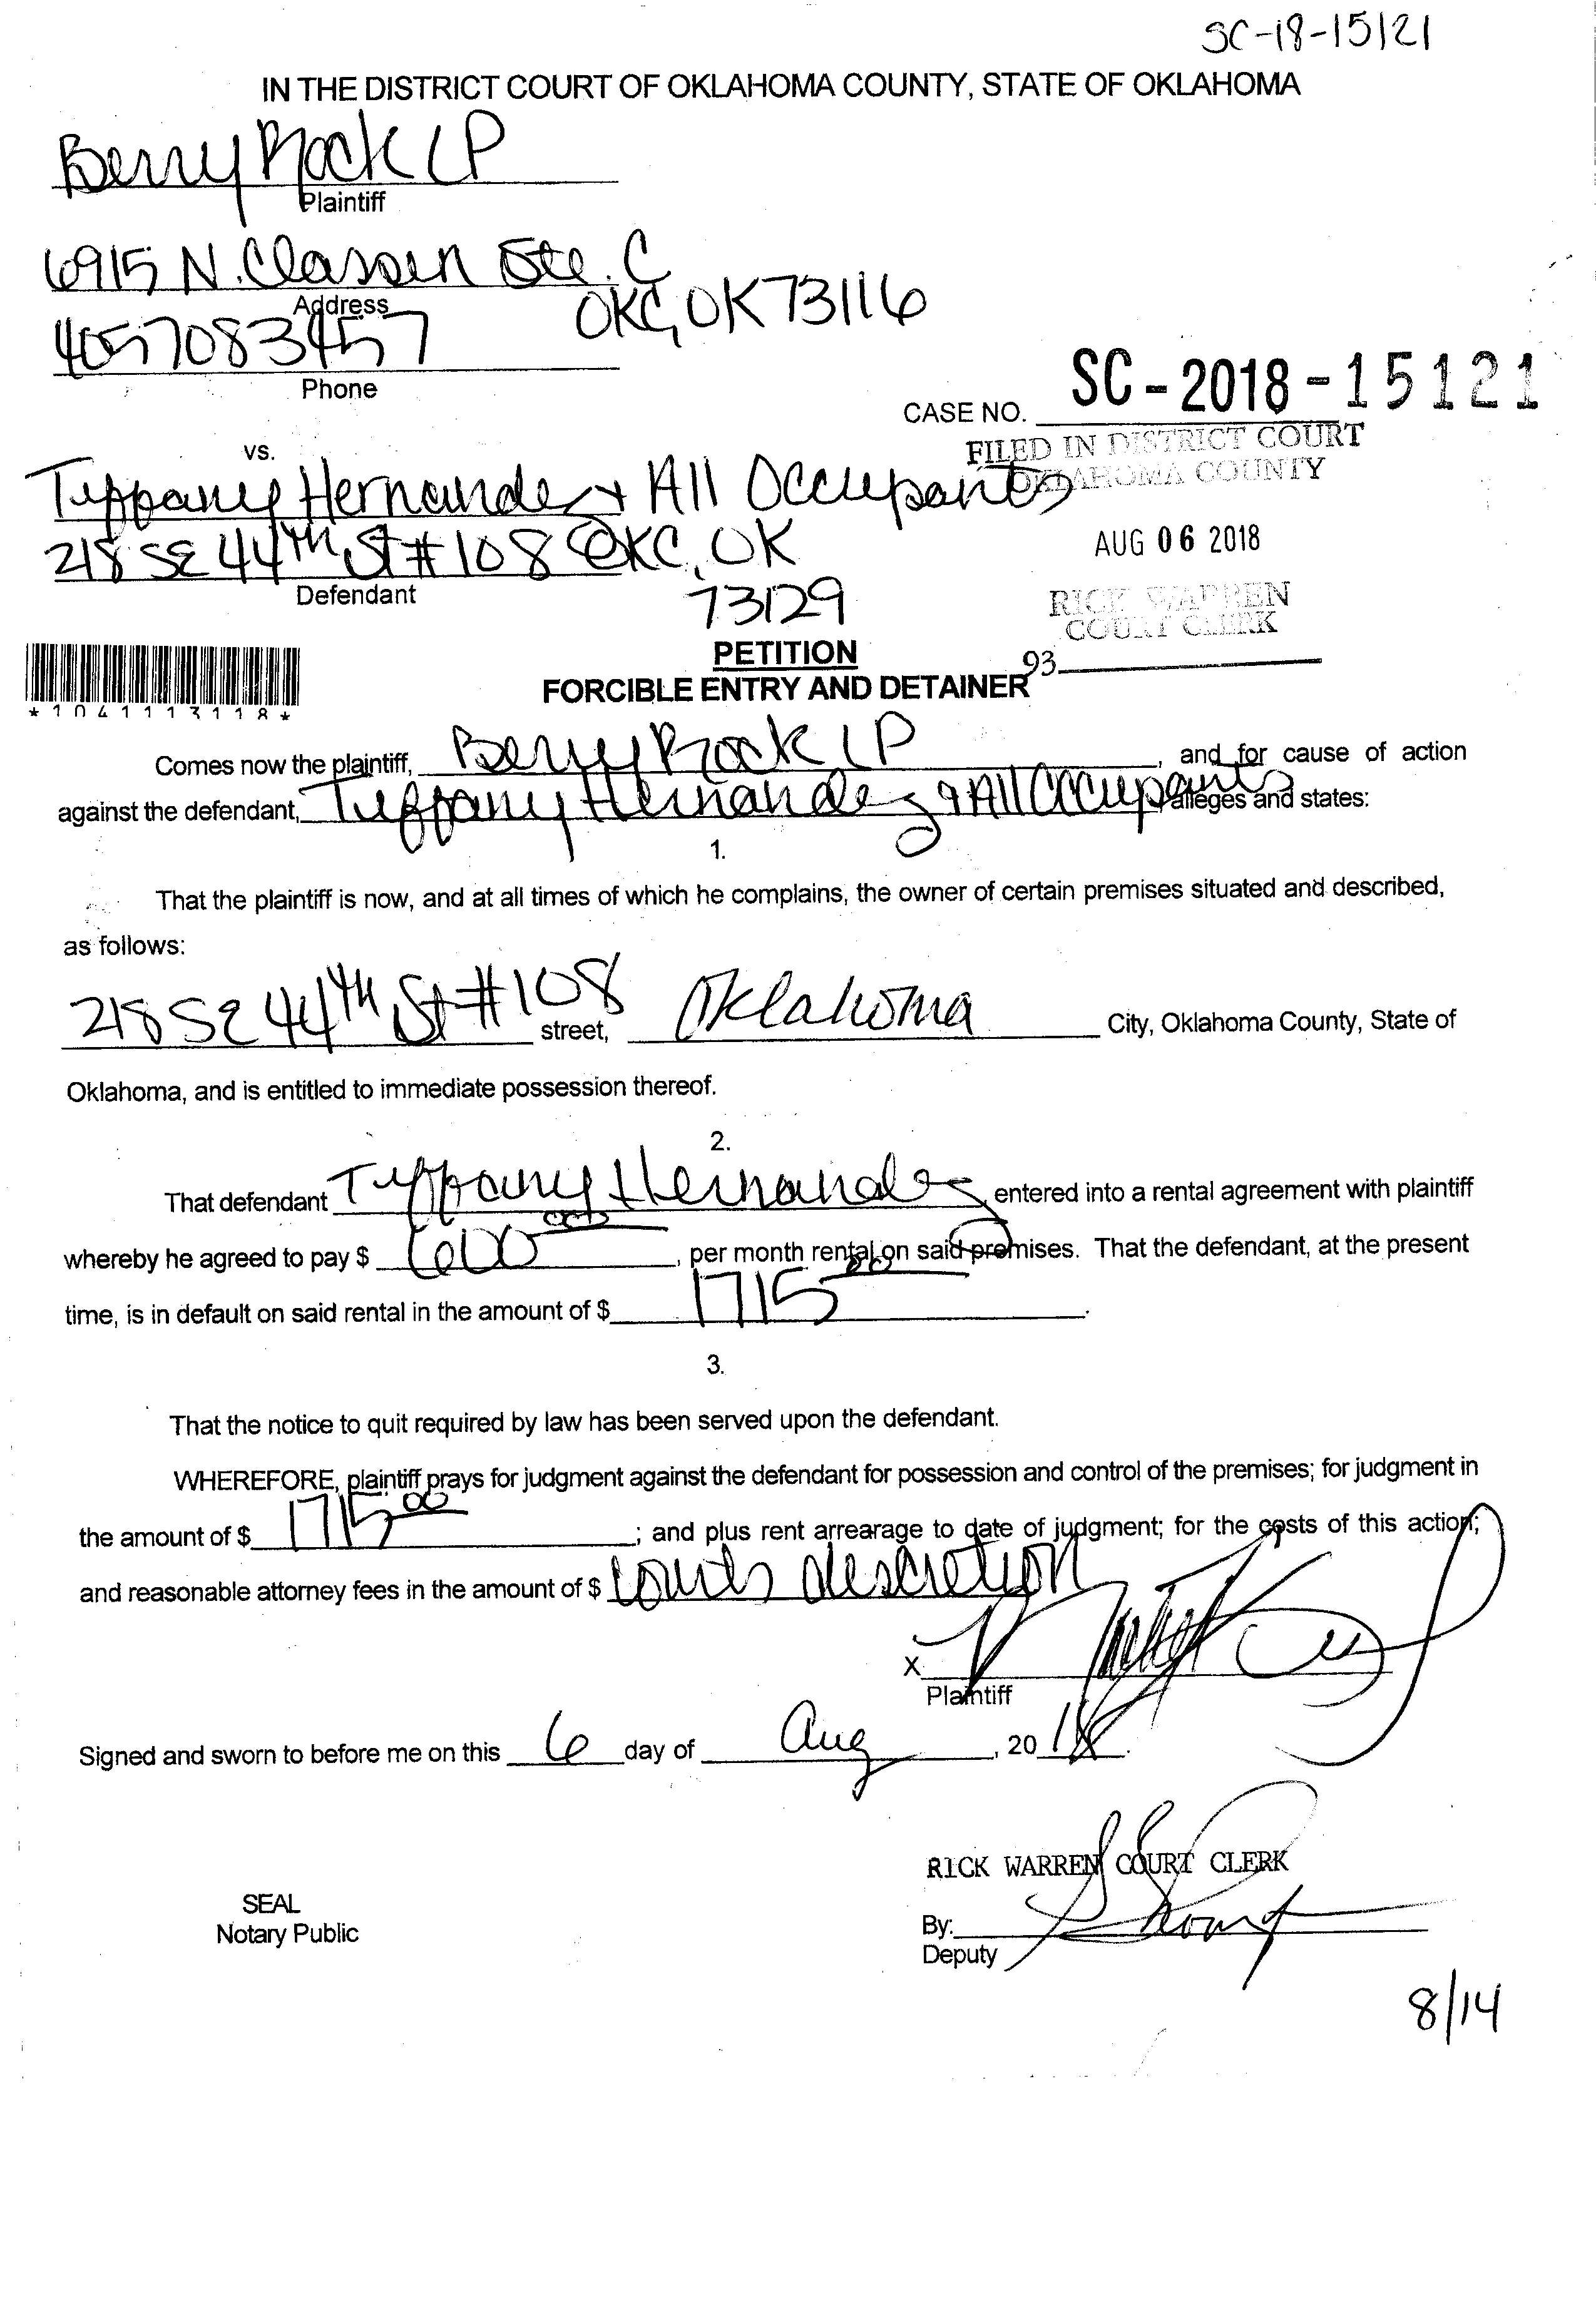 SC-18-15121
IN THE DISTRICT COURT OF OKLAHOMA COUNTY, STATE OF OKLAHOMA
Berry Rock LP
Plaintiff
6915 N. Classen Ste. C
Address
OKC, OK 73116
4057083457
Phone
SC-2018-15121
CASE NO.
FILED IN DISTRICT COURT
OKLAHOMA COUNTY
vs.
Tiffany Hernandez + All Occupants
218 SE 44th St #108 OKC, OK
AUG 06 2018
Defendant
73129
RICK WARREN
COURT CLERK
PETITION
93
FORCIBLE ENTRY AND DETAINER
*1041113118*
Comes now the plaintiff, Berry Rock LP, and for cause of action
against the defendant, Tiffany Hernandez & All Occupants alleges and states:
1.
That the plaintiff is now, and at all times of which he complains, the owner of certain premises situated and described,
as follows:
218 SE 44th St #108 street, Oklahoma City, Oklahoma County, State of
Oklahoma, and is entitled to immediate possession thereof.
2.
That defendant Tiffany Hernandez entered into a rental agreement with plaintiff
whereby he agreed to pay $ 600 00, per month rental on said premises. That the defendant, at the present
time, is in default on said rental in the amount of $ 1715 00.
3.
That the notice to quit required by law has been served upon the defendant.
WHEREFORE, plaintiff prays for judgment against the defendant for possession and control of the premises; for judgment in
the amount of $ 1715 00; and plus rent arrearage to date of judgment; for the costs of this action;
and reasonable attorney fees in the amount of $ Courts descretion
X
Plaintiff
Signed and sworn to before me on this 6 day of Aug, 2018.
RICK WARREN COURT CLERK
SEAL
Notary Public
By:
Deputy
8/14